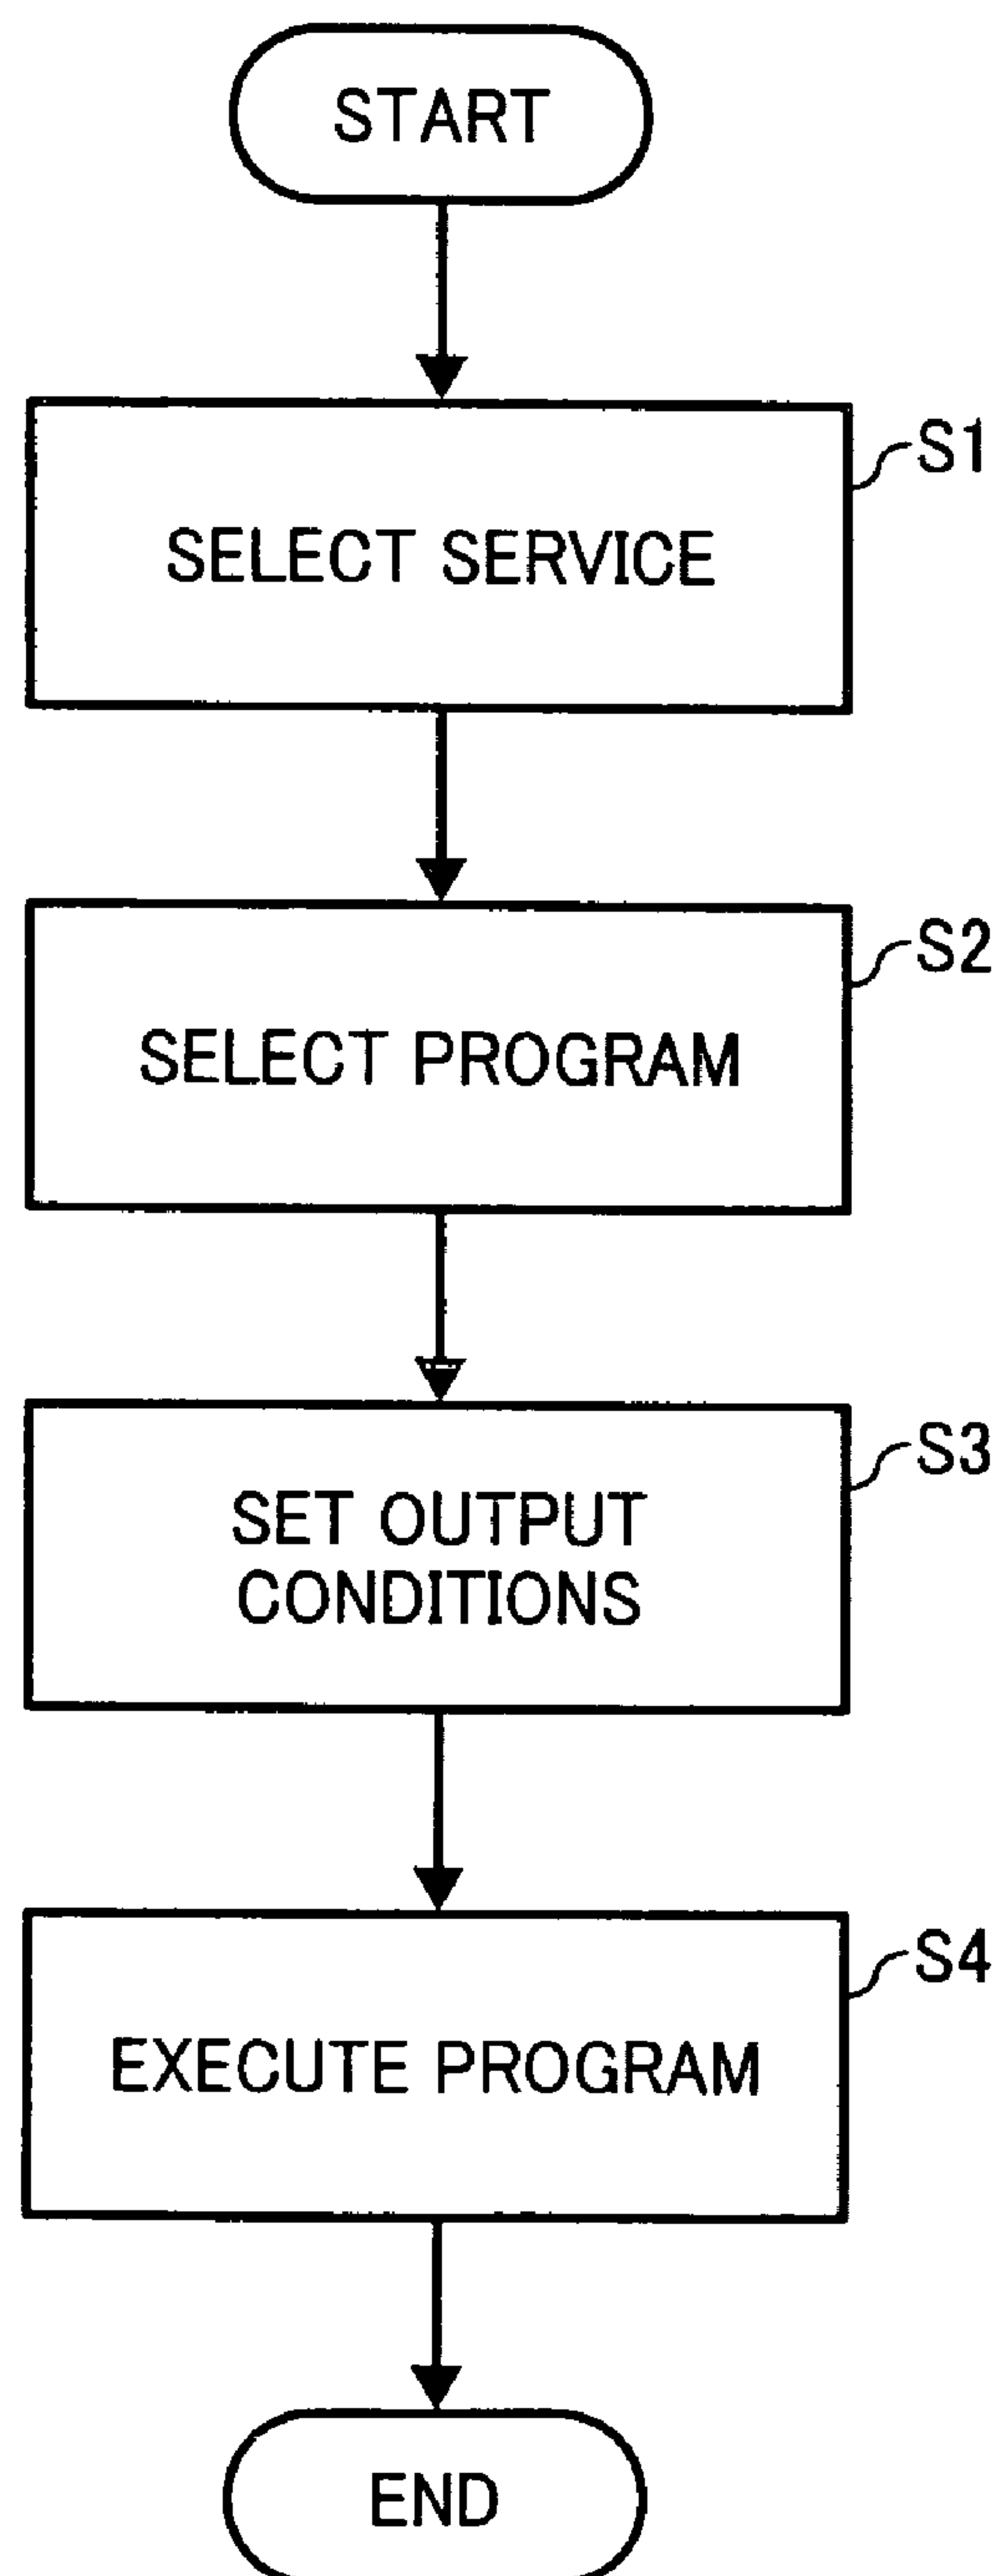 START
S1
SELECT SERVICE
S2
SELECT PROGRAM
S3
SET OUTPUT
CONDITIONS
S4
EXECUTE PROGRAM
END